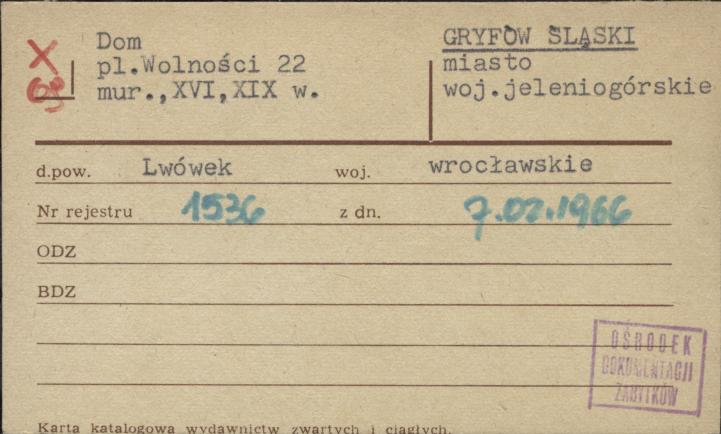 Dom
pl.Wolności 22
mur.,XVI,XIX w.
GRYFÓW ŚLĄSKI
miasto
woj.jeleniogórskie
d.pow. Lwówek woj. wrocławskie
Nr rejestru 1536 z dn. 7.02.1966
ODZ
BDZ
OŚRODEK
DOKUMENTACJI
ZABYTKÓW
Karta katalogowa wydawnictw zwartych i ciągłych.